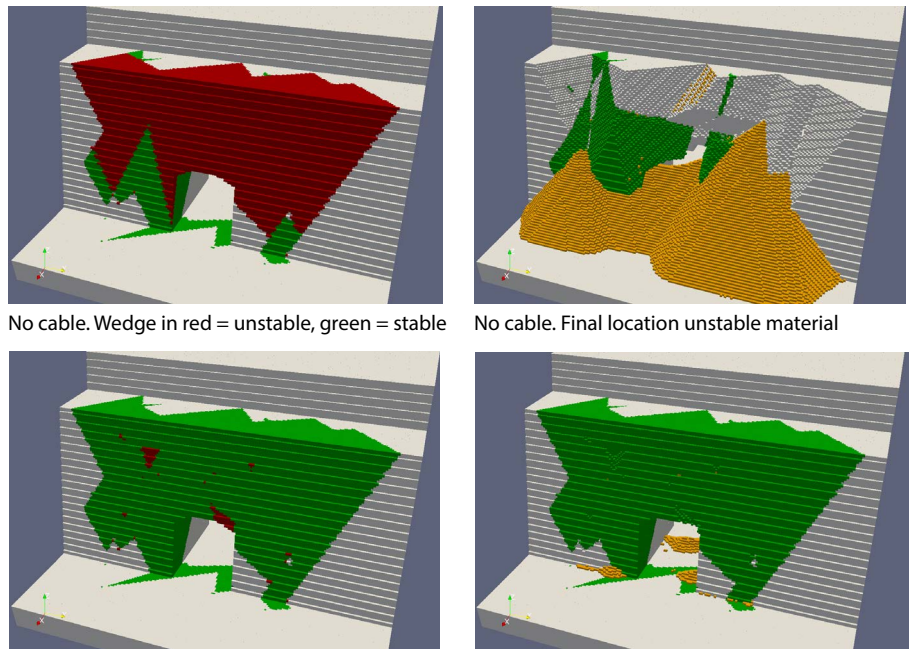 No cable. Wedge in red = unstable, green = stable
No cable. Final location unstable material